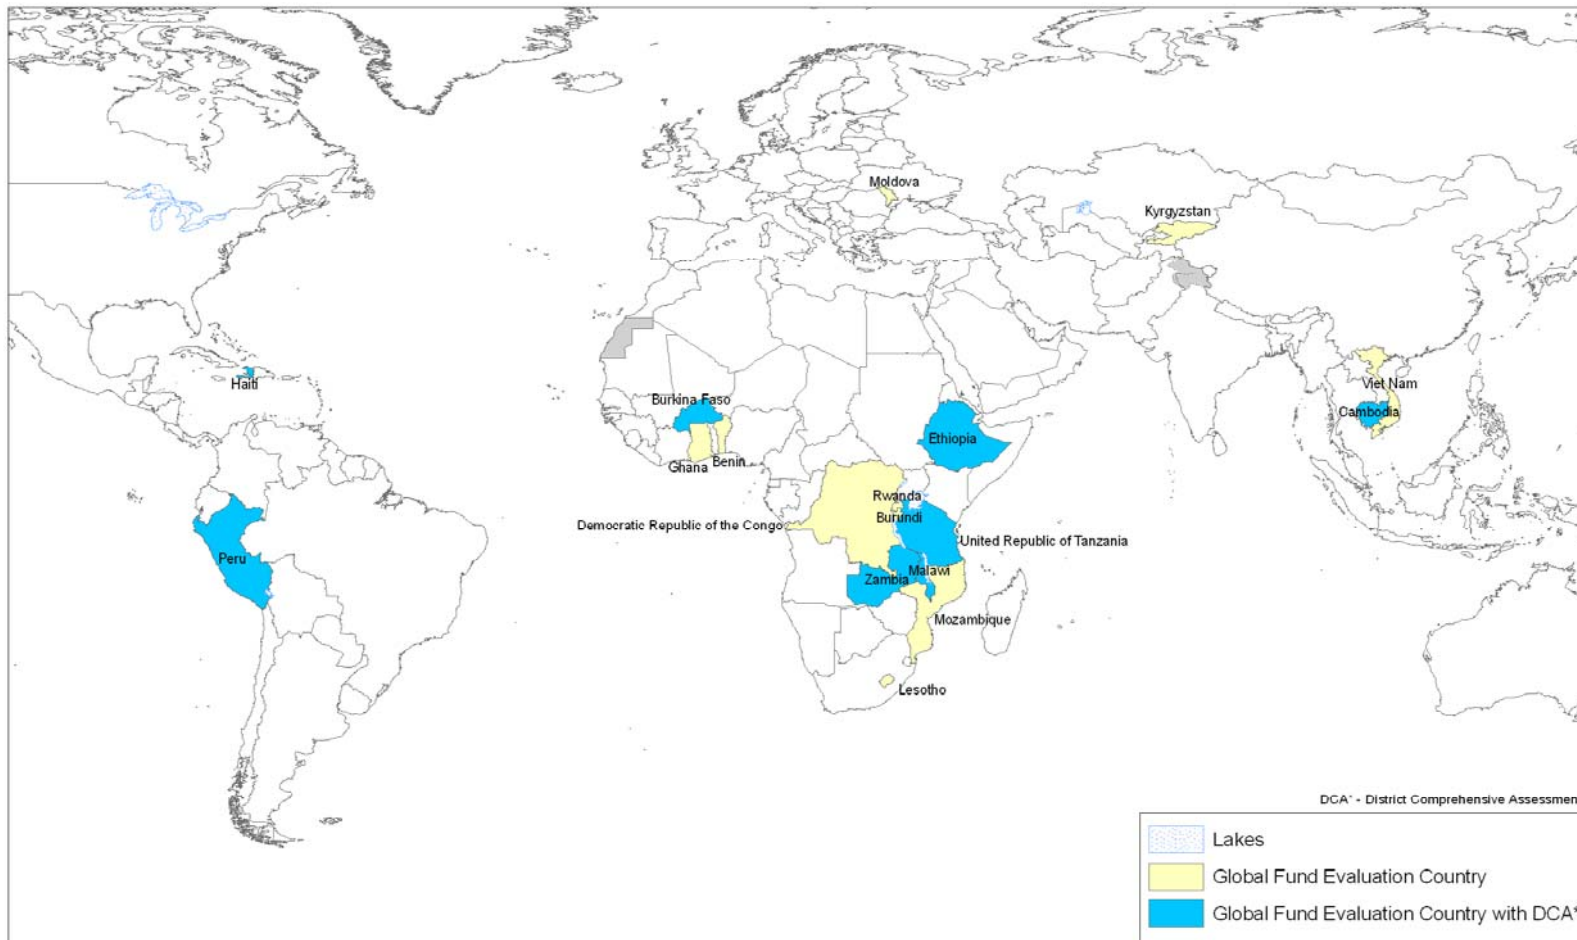 Moldova
Kyrgyzstan
Haiti
Burkina Faso
Viet Nam
Cambodia
Ethiopia
Ghana
Benin
Rwanda
Burundi
Democratic Republic of the Congo
United Republic of Tanzania
Peru
Malawi
Zambia
Mozambique
Lesotho
DCA* - District Comprehensive Assessmen
Lakes
Global Fund Evaluation Country
Global Fund Evaluation Country with DCA*